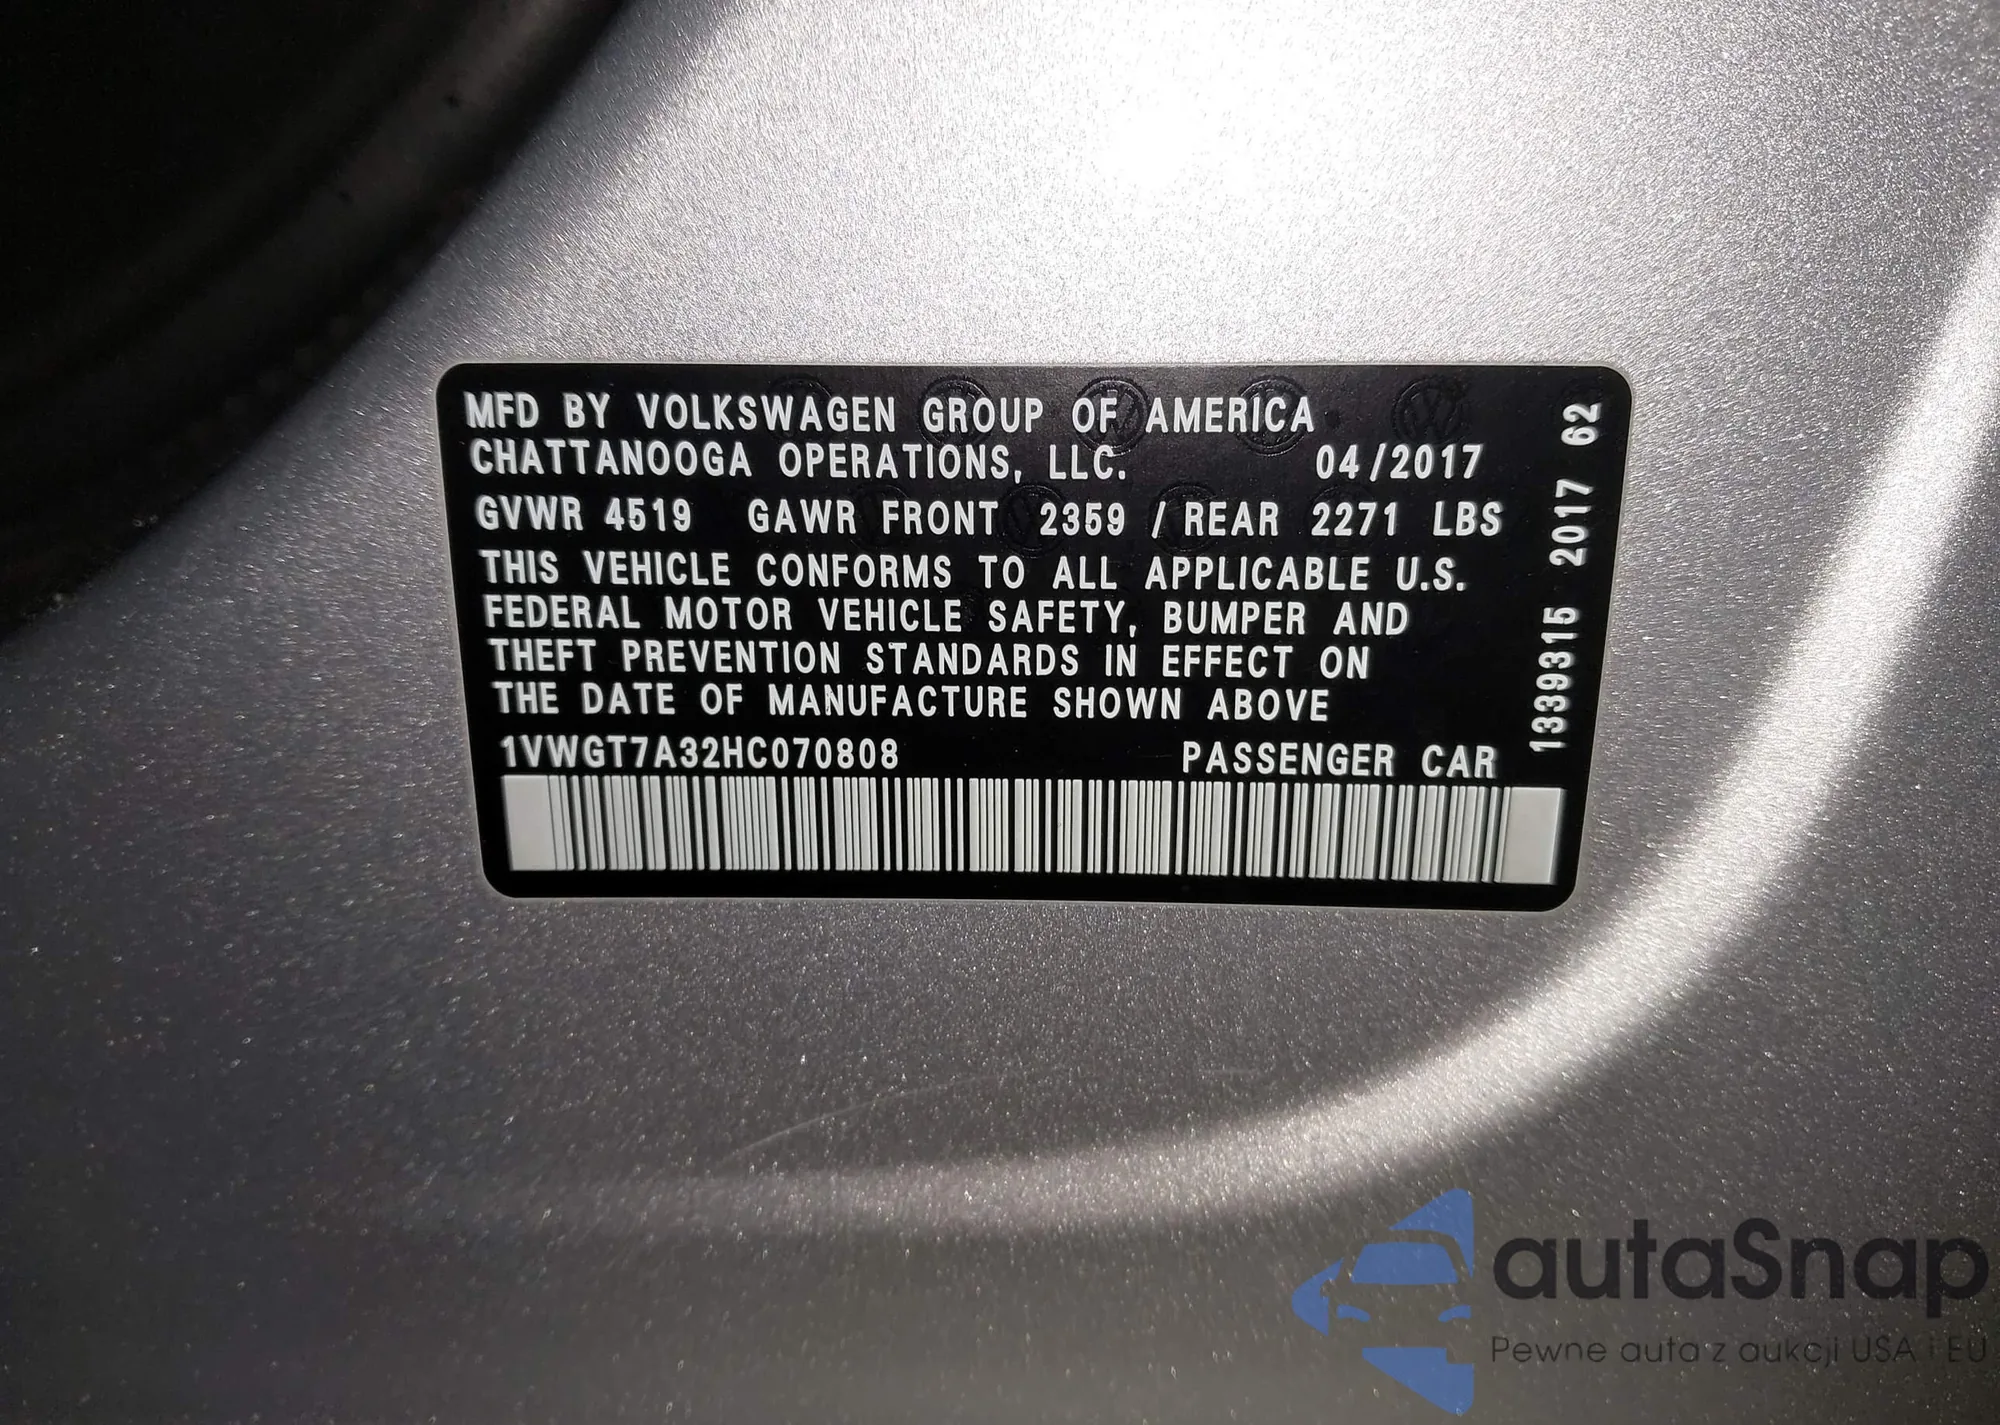 MFD BY VOLKSWAGEN GROUP OF AMERICA
CHATTANOOGA OPERATIONS, LLC. 04/2017
GVWR 4519 GAWR FRONT 2359 / REAR 2271 LBS
THIS VEHICLE CONFORMS TO ALL APPLICABLE U.S.
FEDERAL MOTOR VEHICLE SAFETY, BUMPER AND
THEFT PREVENTION STANDARDS IN EFFECT ON
THE DATE OF MANUFACTURE SHOWN ABOVE
1VWGT7A32HC070808 PASSENGER CAR
1339315 2017 62
autaSnap
Pewne auta z aukcji USA i EU